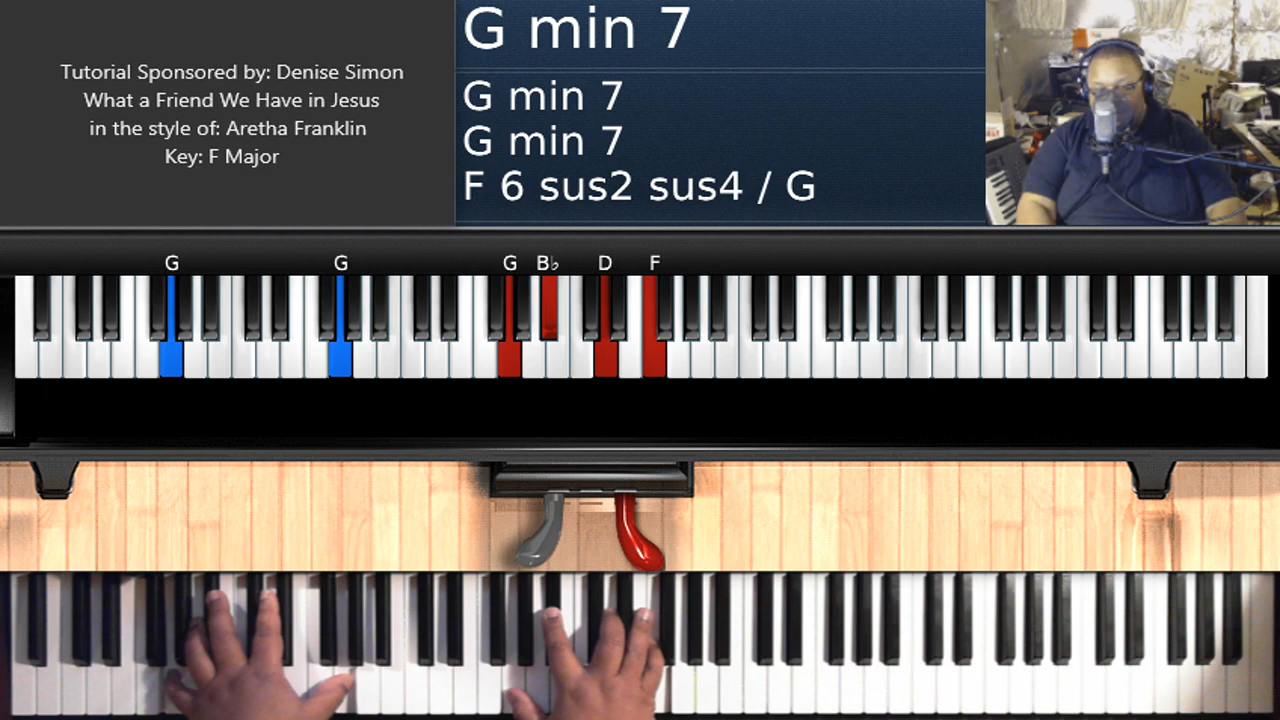 Tutorial Sponsored by: Denise Simon
What a Friend We Have in Jesus
in the style of: Aretha Franklin
Key: F Major
G min 7
G min 7
G min 7
F 6 sus2 sus4 / G
G G G B♭ D F